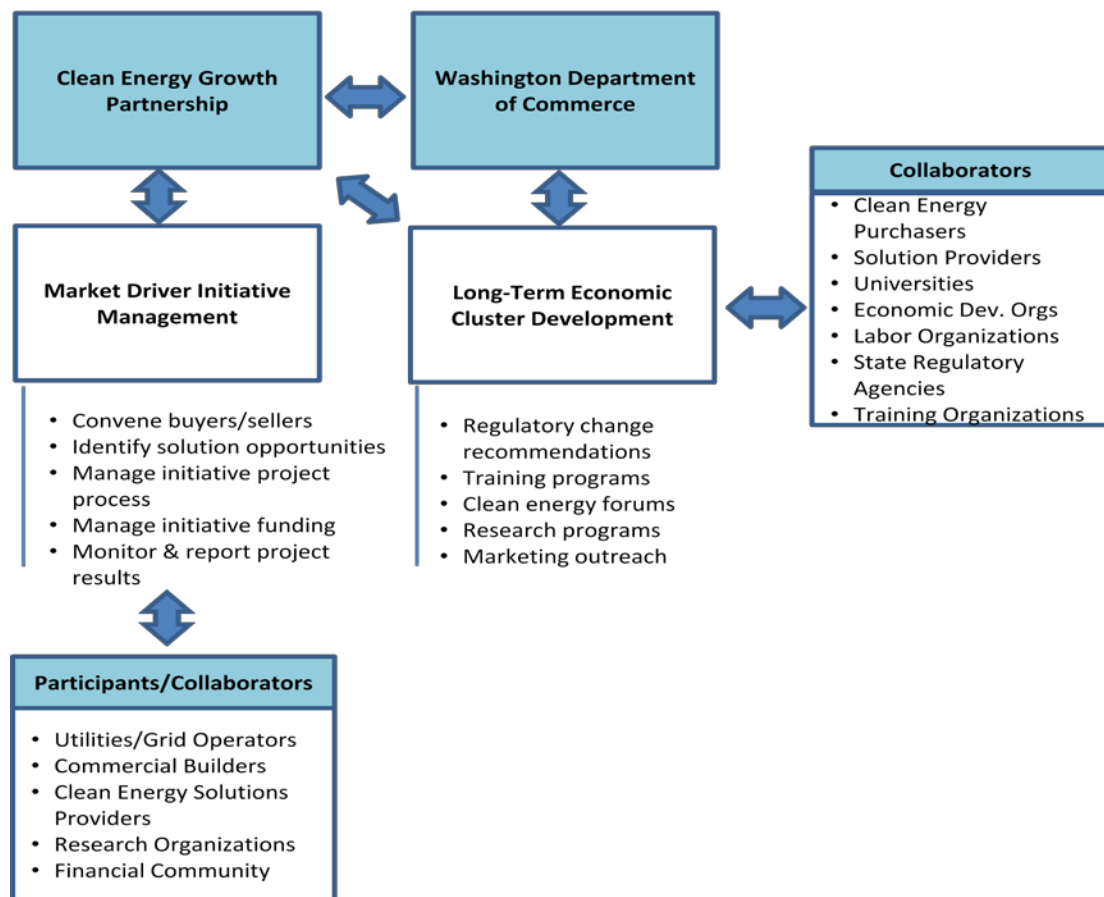 Clean Energy Growth
Partnership
Washington Department
of Commerce
Market Driver Initiative
Management
Long-Term Economic
Cluster Development
Collaborators
• Clean Energy
Purchasers
• Solution Providers
• Universities
• Economic Dev. Orgs
• Labor Organizations
• State Regulatory
Agencies
• Training Organizations
• Convene buyers/sellers
• Identify solution opportunities
• Manage initiative project
process
• Manage initiative funding
• Monitor & report project
results
• Regulatory change
recommendations
• Training programs
• Clean energy forums
• Research programs
• Marketing outreach
Participants/Collaborators
• Utilities/Grid Operators
• Commercial Builders
• Clean Energy Solutions
Providers
• Research Organizations
• Financial Community